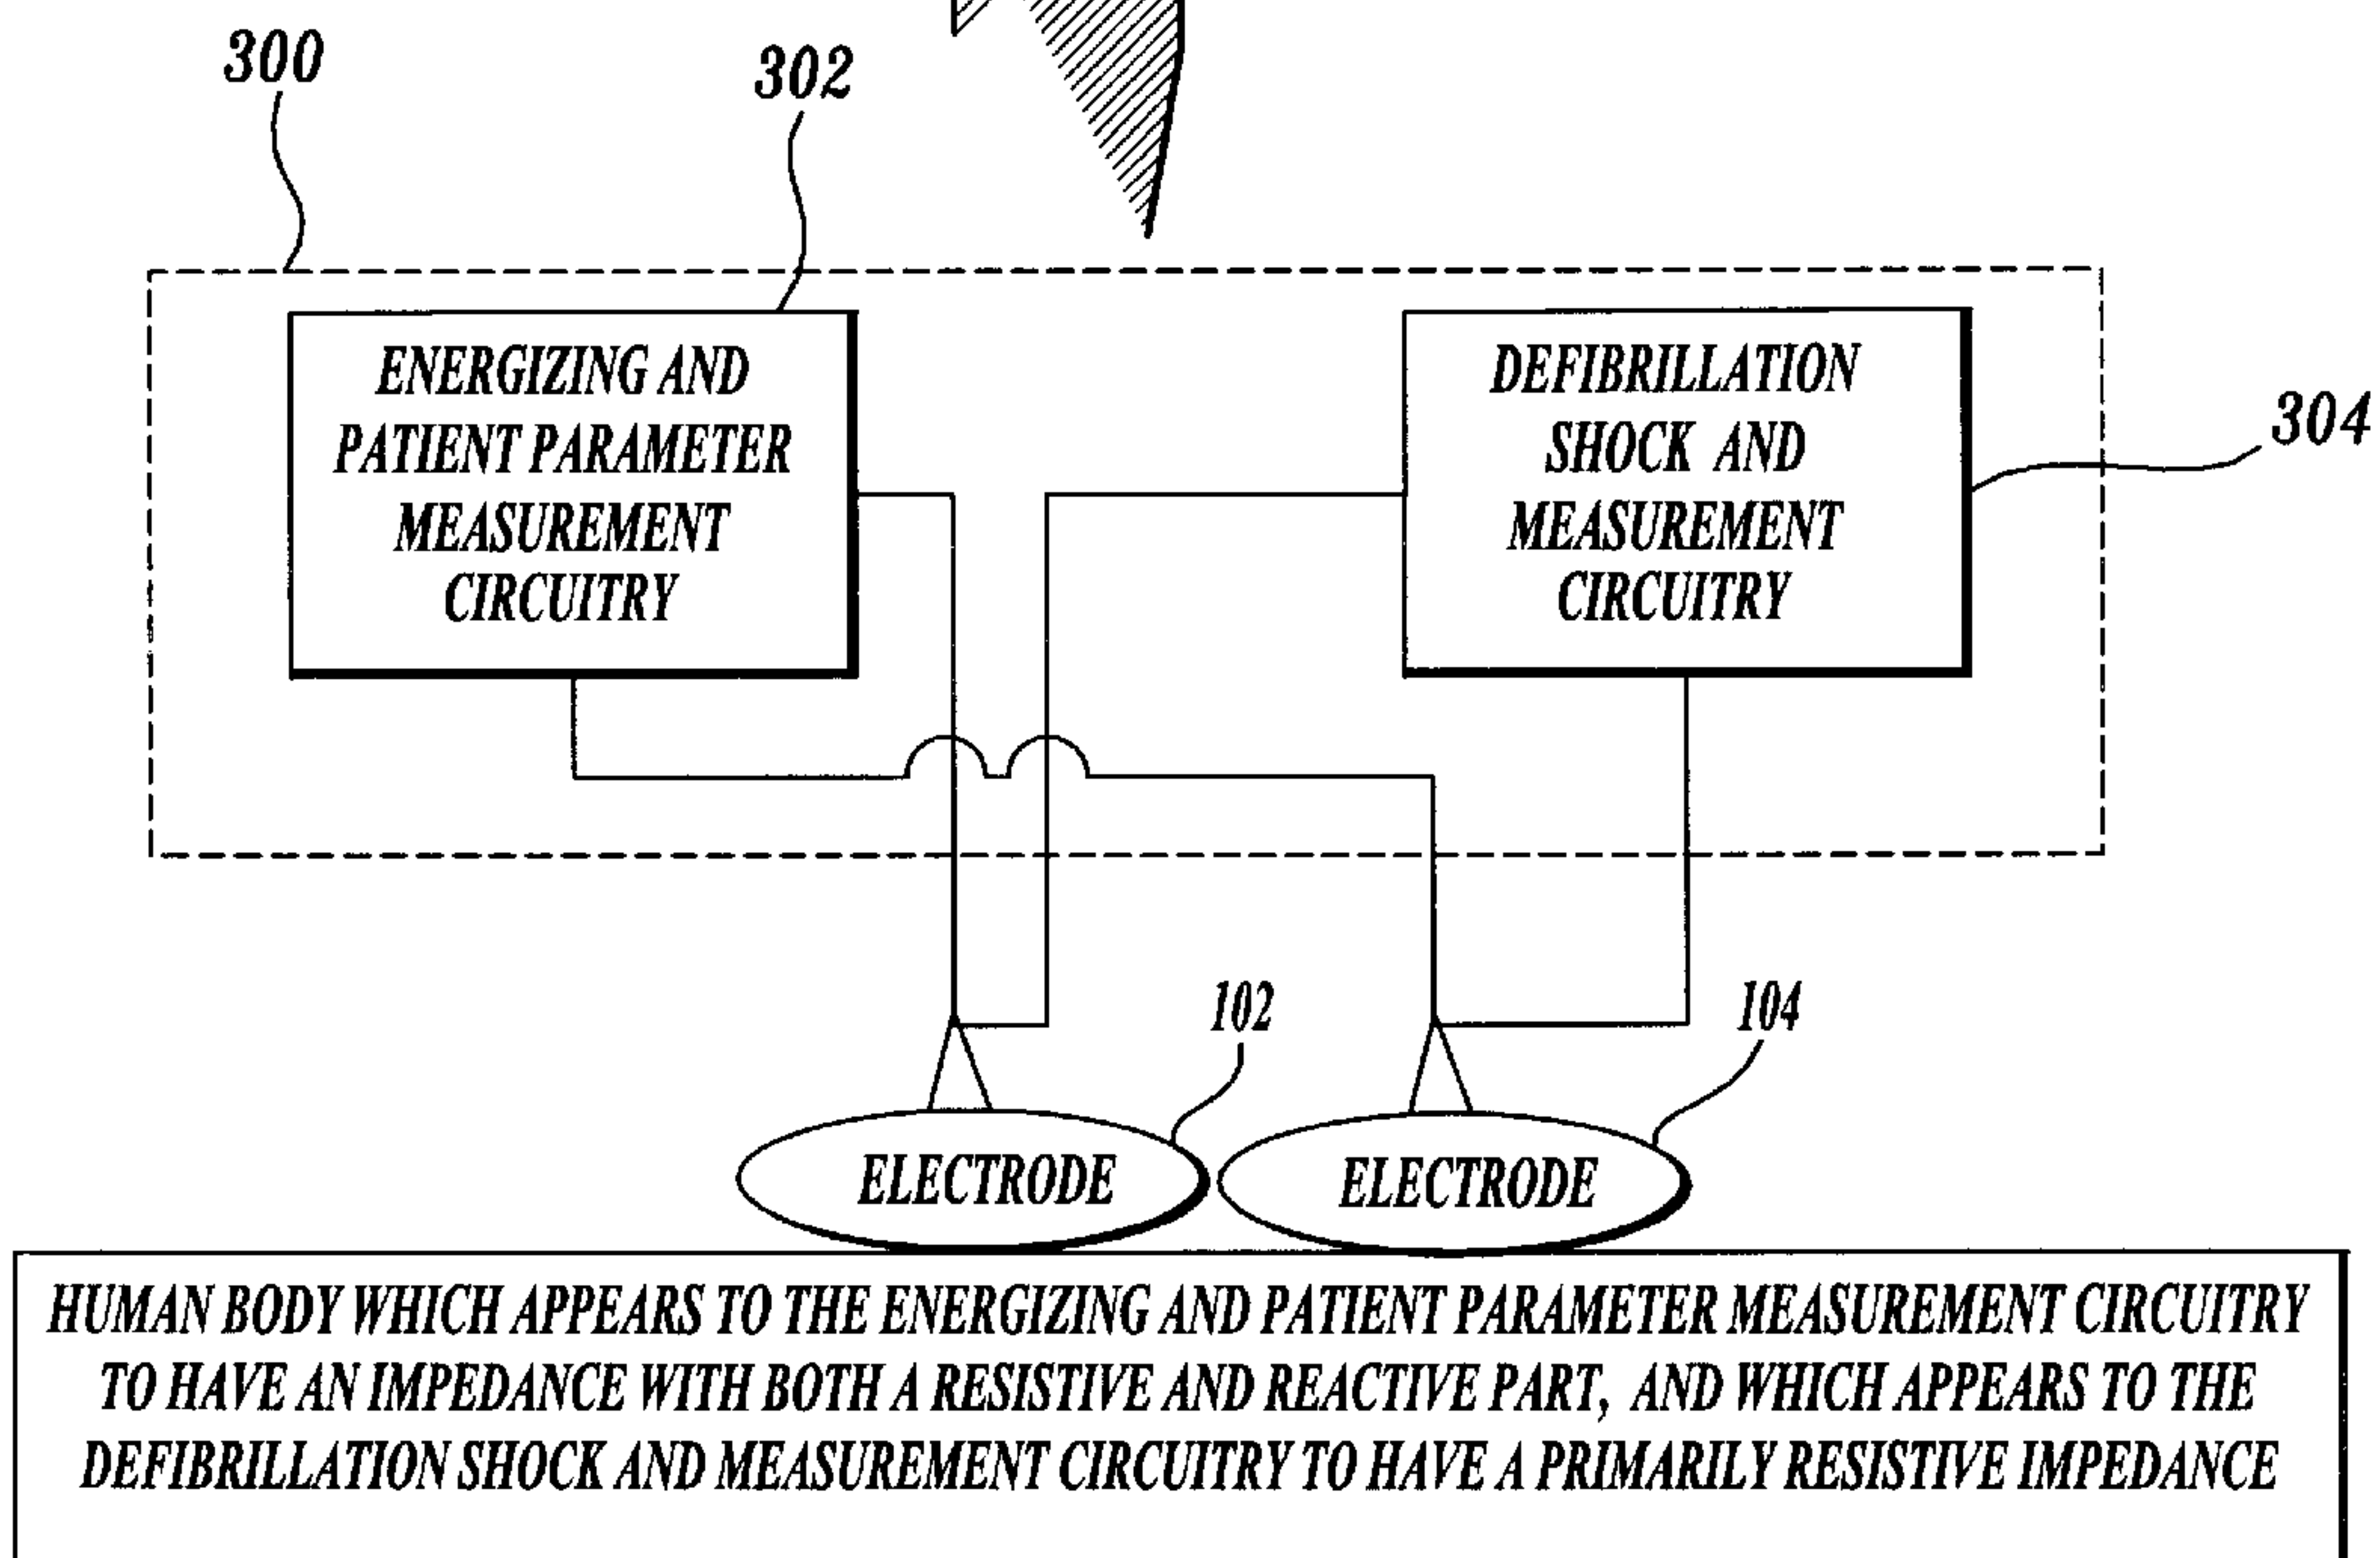 300
302
ENERGIZING AND
PATIENT PARAMETER
MEASUREMENT
CIRCUITRY
DEFIBRILLATION
SHOCK AND
MEASUREMENT
CIRCUITRY
304
102
104
ELECTRODE
ELECTRODE
HUMAN BODY WHICH APPEARS TO THE ENERGIZING AND PATIENT PARAMETER MEASUREMENT CIRCUITRY
TO HAVE AN IMPEDANCE WITH BOTH A RESISTIVE AND REACTIVE PART, AND WHICH APPEARS TO THE
DEFIBRILLATION SHOCK AND MEASUREMENT CIRCUITRY TO HAVE A PRIMARILY RESISTIVE IMPEDANCE